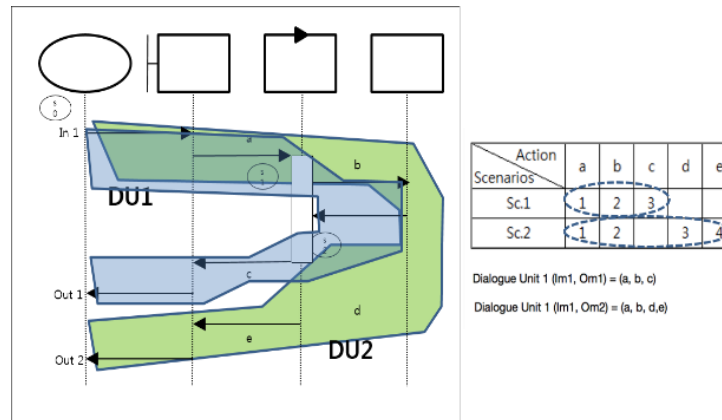 s
0
In 1
a
b
s
DU1
s
c
Out 1
d
e
DU2
Out 2
Action
a
b
c
d
e
Scenarios
Sc.1
1
2
3
Sc.2
1
2
3
4
Dialogue Unit 1 (Im1, Om1) = (a, b, c)
Dialogue Unit 1 (Im1, Om2) = (a, b, d,e)